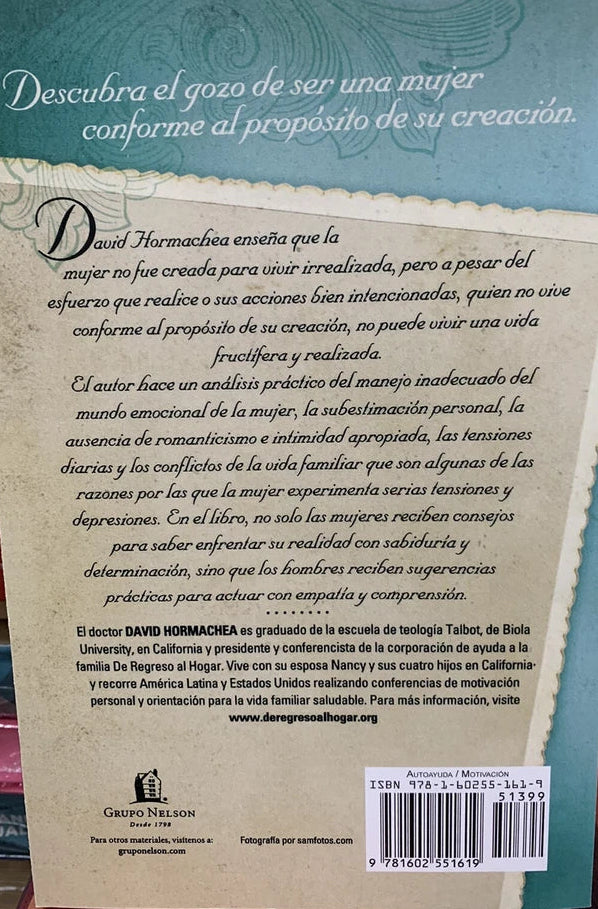 Descubra el gozo de ser una mujer
conforme al propósito de su creación.
David Hormachea enseña que la
mujer no fue creada para vivir irrealizada, pero a pesar del
esfuerzo que realice o sus acciones bien intencionadas, quien no vive
conforme al propósito de su creación, no puede vivir una vida
fructífera y realizada.
El autor hace un análisis práctico del manejo inadecuado del
mundo emocional de la mujer, la subestimación personal, la
ausencia de romanticismo e intimidad apropiada, las tensiones
diarias y los conflictos de la vida familiar que son algunas de las
razones por las que la mujer experimenta serias tensiones y
depresiones. En el libro, no solo las mujeres reciben consejos
para saber enfrentar su realidad con sabiduría y
determinación, sino que los hombres reciben sugerencias
prácticas para actuar con empatía y comprensión.
El doctor DAVID HORMACHEA es graduado de la escuela de teología Talbot, de Biola
University, en California y presidente y conferencista de la corporación de ayuda a la
familia De Regreso al Hogar. Vive con su esposa Nancy y sus cuatro hijos en California
y recorre América Latina y Estados Unidos realizando conferencias de motivación
personal y orientación para la vida familiar saludable. Para más información, visite
www.deregresoalhogar.org
AUTOAYUDA / MOTIVACIÓN
ISBN 978-1-60255-161-9
51399
GRUPO NELSON
Desde 1798
Para otros materiales, visítenos a:
gruponelson.com
Fotografía por samfotos.com
9 781602 551619